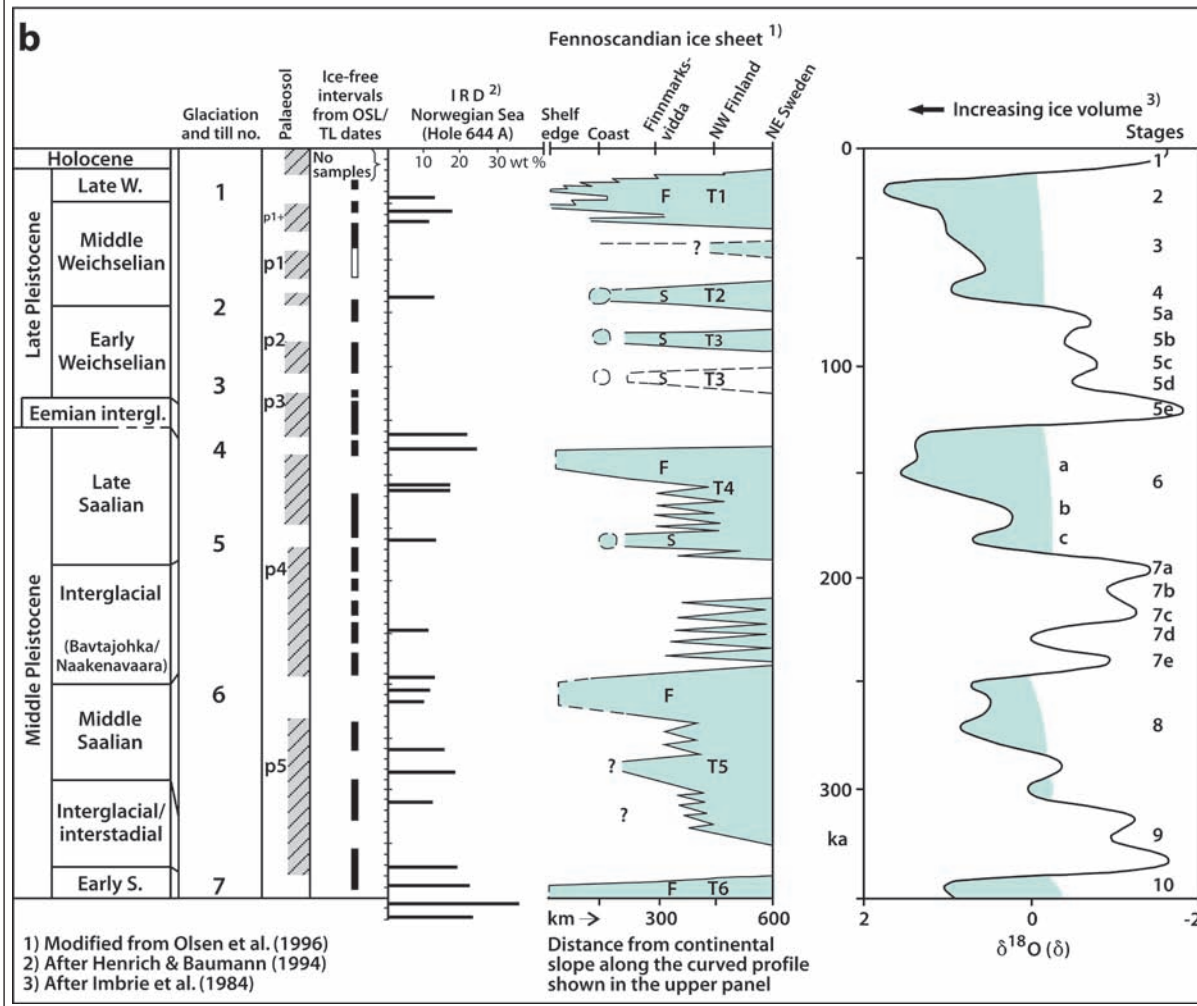 b
Fennoscandian ice sheet 1)
Glaciation
and till no.
Palaeosol
Ice-free
intervals
from OSL/
TL dates
I R D 2)
Norwegian Sea
(Hole 644 A)
Shelf
edge
Coast
Finnmarks-
vidda
NW Finland
NE Sweden
Increasing ice volume 3)
Stages
Holocene
Late W.
Middle
Weichselian
Early
Weichselian
Eemian intergl.
Late
Saalian
Interglacial
(Bavtajohka/
Naakenavaara)
Middle
Saalian
Interglacial/
interstadial
Early S.
Late Pleistocene
Middle Pleistocene
1
2
3
4
5
6
7
p1+
p1
p2
p3
p4
p5
No
samples
10 20 30 wt %
F T1
?
S T2
S T3
S T3
F
T4
S
F
? T5
?
F T6
km → 300 600
Distance from continental
slope along the curved profile
shown in the upper panel
0
100
200
300
ka
1
2
3
4
5a
5b
5c
5d
5e
a
6
b
c
7a
7b
7c
7d
7e
8
9
10
2 0 -2
δ18O (δ)
1) Modified from Olsen et al. (1996)
2) After Henrich & Baumann (1994)
3) After Imbrie et al. (1984)